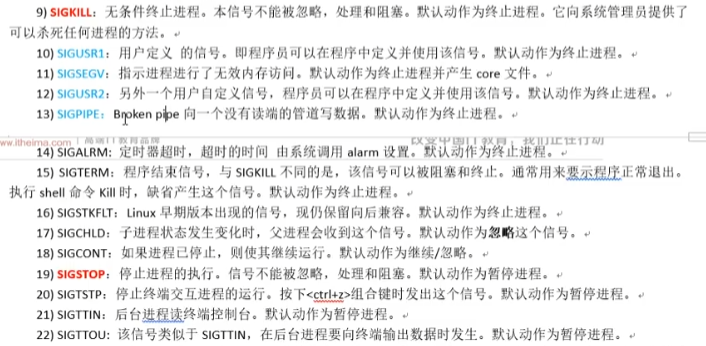 9) SIGKILL：无条件终止进程。本信号不能被忽略，处理和阻塞。默认动作为终止进程。它向系统管理员提供了
可以杀死任何进程的方法。
10) SIGUSR1：用户定义 的信号。即程序员可以在程序中定义并使用该信号。默认动作为终止进程。
11) SIGSEGV：指示进程进行了无效内存访问。默认动作为终止进程并产生 core 文件。
12) SIGUSR2：另外一个用户自定义信号，程序员可以在程序中定义并使用该信号。默认动作为终止进程。
13) SIGPIPE：Broken pipe 向一个没有读端的管道写数据。默认动作为终止进程。
www.itheima.com 高端IT教育品牌 改变中国IT教育，我们正在行动
14) SIGALRM: 定时器超时，超时的时间 由系统调用 alarm 设置。默认动作为终止进程。
15) SIGTERM：程序结束信号，与 SIGKILL 不同的是，该信号可以被阻塞和终止。通常用来要示程序正常退出。
执行 shell 命令 Kill 时，缺省产生这个信号。默认动作为终止进程。
16) SIGSTKFLT：Linux 早期版本出现的信号，现仍保留向后兼容。默认动作为终止进程。
17) SIGCHLD：子进程状态发生变化时，父进程会收到这个信号。默认动作为忽略这个信号。
18) SIGCONT：如果进程已停止，则使其继续运行。默认动作为继续/忽略。
19) SIGSTOP：停止进程的执行。信号不能被忽略，处理和阻塞。默认动作为暂停进程。
20) SIGTSTP：停止终端交互进程的运行。按下<ctrl+z>组合键时发出这个信号。默认动作为暂停进程。
21) SIGTTIN：后台进程读终端控制台。默认动作为暂停进程。
22) SIGTTOU: 该信号类似于 SIGTTIN，在后台进程要向终端输出数据时发生。默认动作为暂停进程。